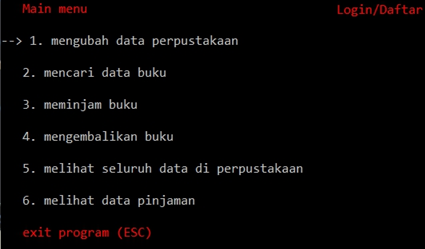 Main menu Login/Daftar
--> 1. mengubah data perpustakaan
2. mencari data buku
3. meminjam buku
4. mengembalikan buku
5. melihat seluruh data di perpustakaan
6. melihat data pinjaman
exit program (ESC)